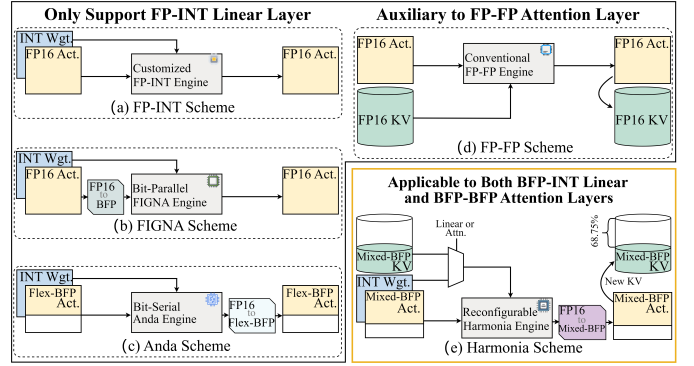 Only Support FP-INT Linear Layer
INT Wgt.
FP16 Act.
Customized
FP-INT Engine
FP16 Act.
(a) FP-INT Scheme
INT Wgt.
FP16 Act.
FP16
to
BFP
Bit-Parallel
FIGNA Engine
FP16 Act.
(b) FIGNA Scheme
INT Wgt.
Flex-BFP
Act.
Bit-Serial
Anda Engine
FP16
to
Flex-BFP
Flex-BFP
Act.
(c) Anda Scheme
Auxiliary to FP-FP Attention Layer
FP16 Act.
FP16 KV
Conventional
FP-FP Engine
FP16 Act.
FP16 KV
(d) FP-FP Scheme
Applicable to Both BFP-INT Linear
and BFP-BFP Attention Layers
Mixed-BFP
KV
INT Wgt.
Mixed-BFP
Act.
Linear or
Attn.
Reconfigurable
Harmonia Engine
FP16
to
Mixed-BFP
68.75%
Mixed-BFP
KV
New KV
Mixed-BFP
Act.
(e) Harmonia Scheme